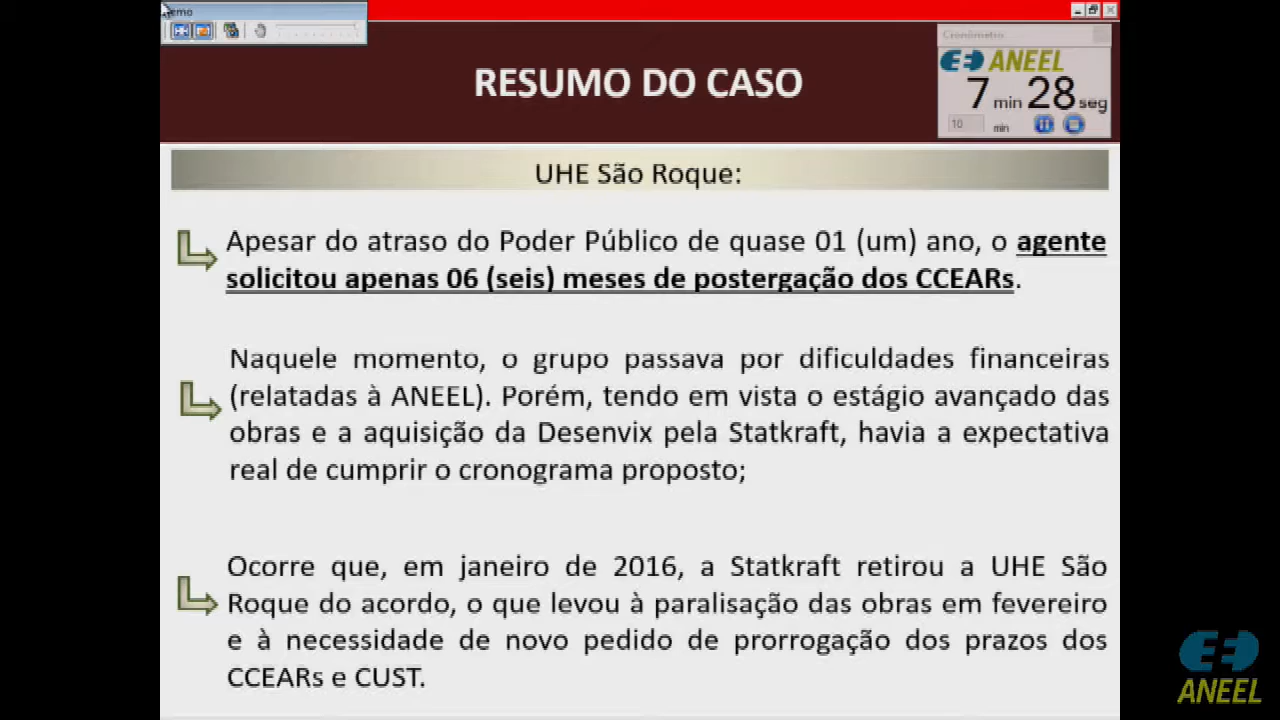 emo
RESUMO DO CASO
Cronômetro
ANEEL
7 min 28 seg
10 min
UHE São Roque:
Apesar do atraso do Poder Público de quase 01 (um) ano, o agente
solicitou apenas 06 (seis) meses de postergação dos CCEARs.
Naquele momento, o grupo passava por dificuldades financeiras
(relatadas à ANEEL). Porém, tendo em vista o estágio avançado das
obras e a aquisição da Desenvix pela Statkraft, havia a expectativa
real de cumprir o cronograma proposto;
Ocorre que, em janeiro de 2016, a Statkraft retirou a UHE São
Roque do acordo, o que levou à paralisação das obras em fevereiro
e à necessidade de novo pedido de prorrogação dos prazos dos
CCEARs e CUST.
ANEEL